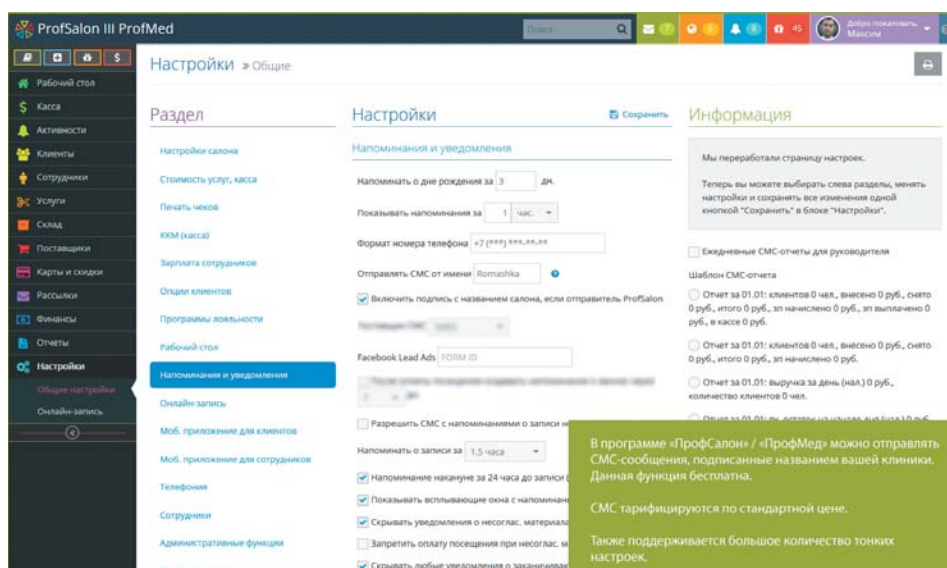 ProfSalon III ProfMed
Поиск
7
5
8
45
Добро пожаловать,
Максим
Рабочий стол
Касса
Активности
Клиенты
Сотрудники
Услуги
Склад
Поставщики
Карты и скидки
Рассылки
Финансы
Отчеты
Настройки
Общие настройки
Онлайн-запись
Настройки » Общие
Раздел
Настройки салона
Стоимость услуг, касса
Печать чеков
ККМ (касса)
Зарплата сотрудников
Опции клиентов
Программы лояльности
Рабочий стол
Напоминания и уведомления
Онлайн-запись
Моб. приложение для клиентов
Моб. приложение для сотрудников
Телефония
Сотрудники
Административные функции
Настройки
Сохранить
Напоминания и уведомления
Напоминать о дне рождения за 3 дн.
Показывать напоминания за 1 час.
Формат номера телефона +7 (***) ***-**-**
Отправлять СМС от имени Romashka
Включить подпись с названием салона, если отправитель ProfSalon
Facebook Lead Ads FORM ID
Разрешить СМС с напоминаниями о записи
Напоминать о записи за 1.5 часа
Напоминание накануне за 24 часа до записи
Показывать всплывающие окна с
Скрывать уведомления о несоглас.
Запретить оплату посещения при несоглас.
Скрывать любые уведомления о
Информация
Мы переработали страницу настроек.
Теперь вы можете выбирать слева разделы, менять
настройки и сохранять все изменения одной
кнопкой "Сохранить" в блоке "Настройки".
Ежедневные СМС-отчеты для руководителя
Шаблон СМС-отчета
Отчет за 01.01: клиентов 0 чел., внесено 0 руб., снято
0 руб., итого 0 руб., зп начислено 0 руб., зп выплачено 0
руб., в кассе 0 руб.
Отчет за 01.01: клиентов 0 чел., внесено 0 руб., снято
0 руб., итого 0 руб., зп начислено 0 руб.
Отчет за 01.01: выручка за день (нал.) 0 руб.,
количество клиентов 0 чел.
В программе «ПрофСалон» / «ПрофМед» можно отправлять
СМС-сообщения, подписанные названием вашей клиники.
Данная функция бесплатна.
СМС тарифицируются по стандартной цене.
Также поддерживается большое количество тонких
настроек.